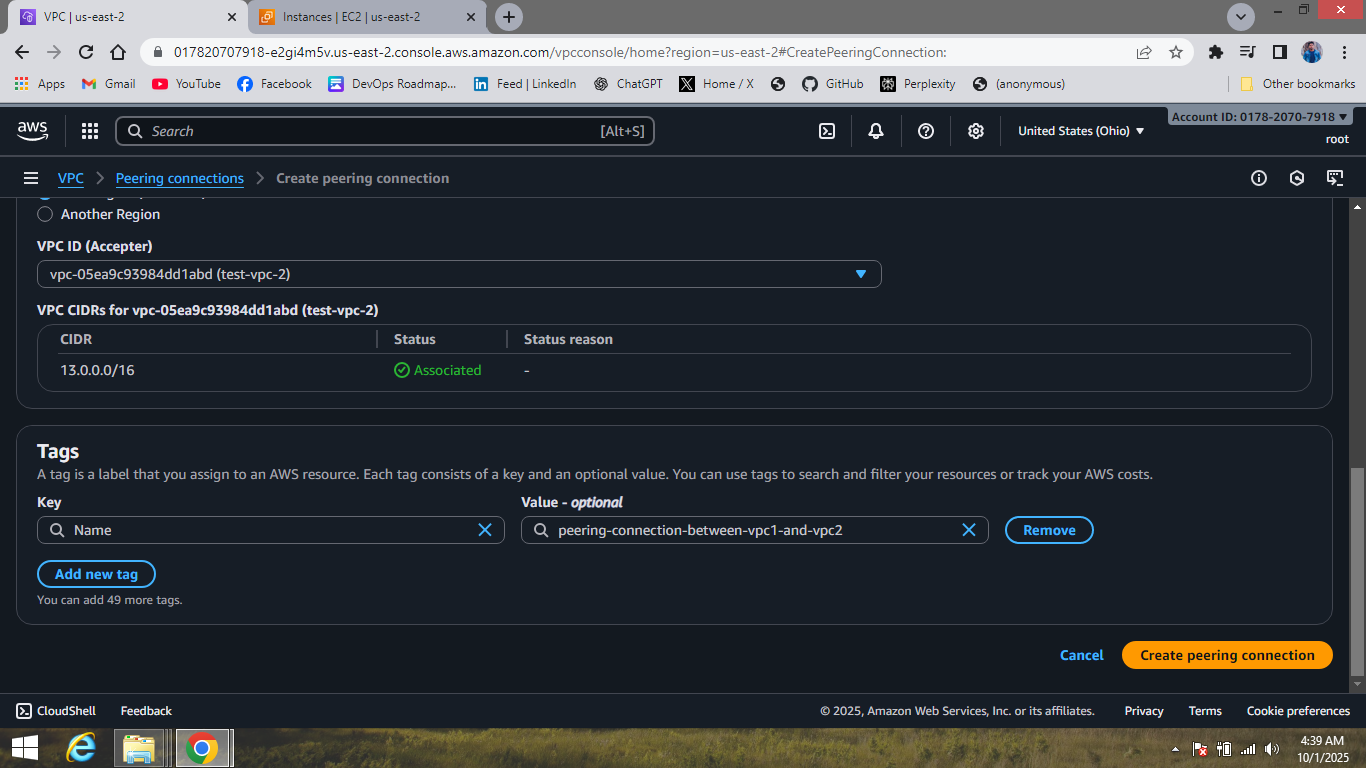 VPC | us-east-2
Instances | EC2 | us-east-2
017820707918-e2gi4m5v.us-east-2.console.aws.amazon.com/vpcconsole/home?region=us-east-2#CreatePeeringConnection:
Apps Gmail YouTube Facebook DevOps Roadmap... Feed | LinkedIn ChatGPT Home / X GitHub Perplexity (anonymous) Other bookmarks
aws Search [Alt+S] United States (Ohio) Account ID: 0178-2070-7918
root
VPC Peering connections Create peering connection
Another Region
VPC ID (Accepter)
vpc-05ea9c93984dd1abd (test-vpc-2)
VPC CIDRs for vpc-05ea9c93984dd1abd (test-vpc-2)
CIDR Status Status reason
13.0.0.0/16 Associated -
Tags
A tag is a label that you assign to an AWS resource. Each tag consists of a key and an optional value. You can use tags to search and filter your resources or track your AWS costs.
Key Value - optional
Name peering-connection-between-vpc1-and-vpc2 Remove
Add new tag
You can add 49 more tags.
Cancel Create peering connection
CloudShell Feedback © 2025, Amazon Web Services, Inc. or its affiliates. Privacy Terms Cookie preferences
4:39 AM
10/1/2025